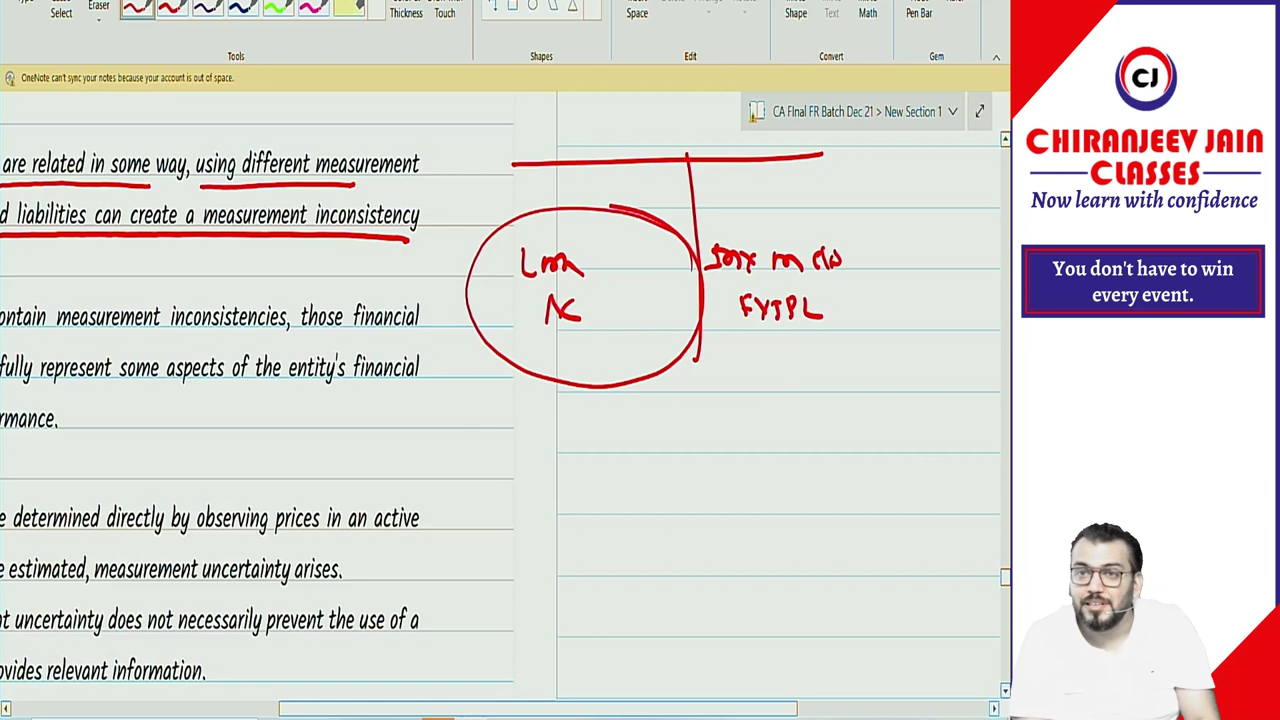 Type
Select
Eraser
Thickness
Touch
Space
Shape
Text
Math
Pen Bar
Tools
Shapes
Edit
Convert
Gem
OneNote can't sync your notes because your account is out of space.
CA FInal FR Batch Dec 21 > New Section 1
are related in some way, using different measurement
d liabilities can create a measurement inconsistency
ontain measurement inconsistencies, those financial
fully represent some aspects of the entity's financial
rmance.
e determined directly by observing prices in an active
e estimated, measurement uncertainty arises.
nt uncertainty does not necessarily prevent the use of a
ovides relevant information.
Loan
AC
FVTPL
CJ
CHIRANJEEV JAIN
CLASSES
Now learn with confidence
You don't have to win
every event.